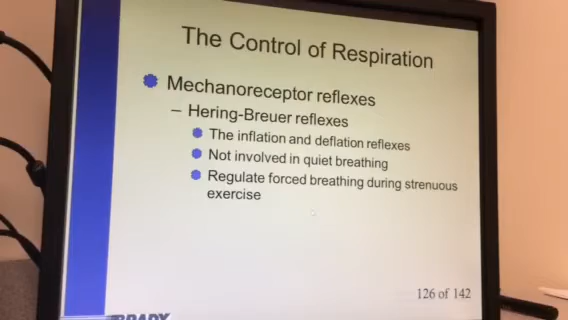 The Control of Respiration
Mechanoreceptor reflexes
– Hering-Breuer reflexes
The inflation and deflation reflexes
Not involved in quiet breathing
Regulate forced breathing during strenuous
exercise
126 of 142
BRADY